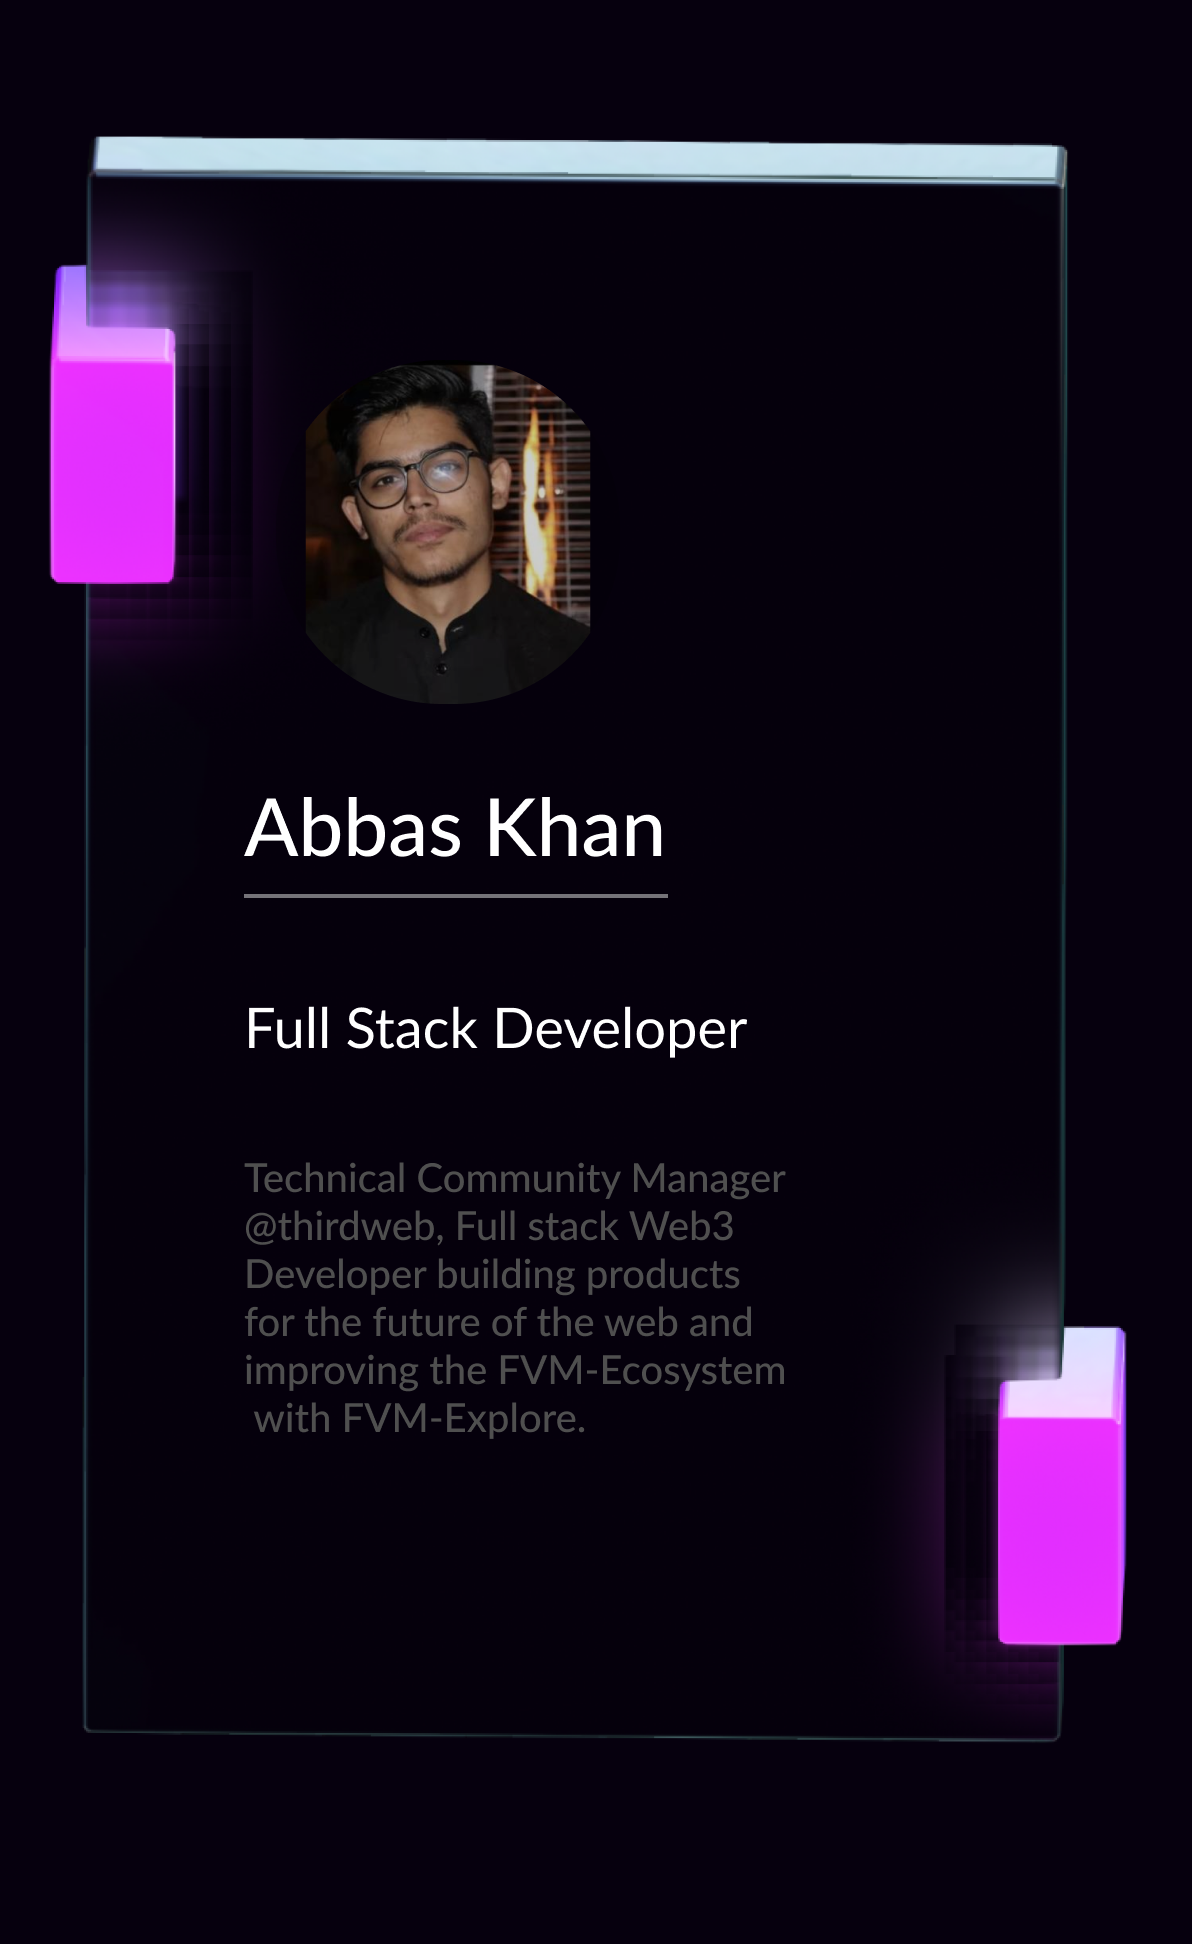 Abbas Khan
Full Stack Developer
Technical Community Manager
@thirdweb, Full stack Web3
Developer building products
for the future of the web and
improving the FVM-Ecosystem
with FVM-Explore.